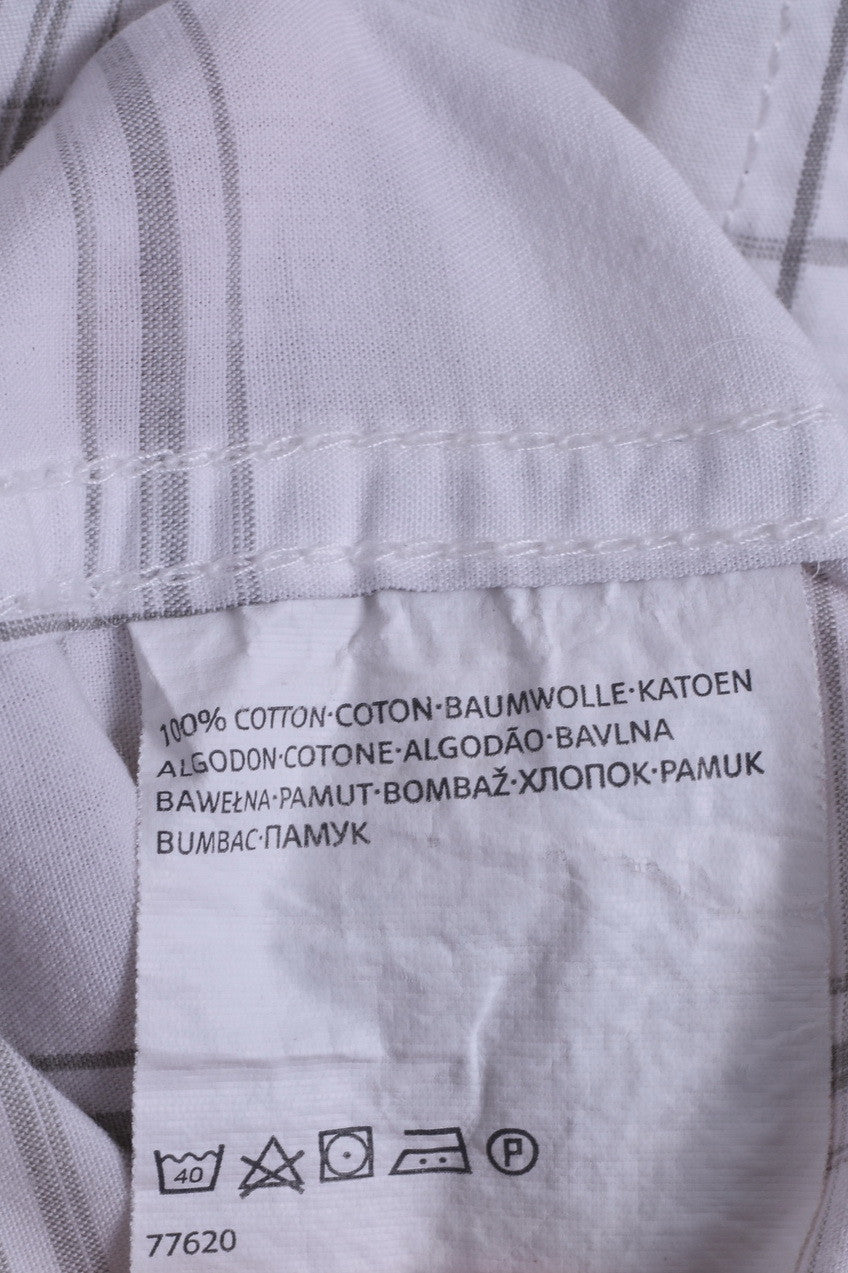 100% COTTON·COTON·BAUMWOLLE·KATOEN
ALGODON·COTONE·ALGODÃO·BAVLNA
BAWEŁNA·PAMUT·BOMBAŽ·ХЛОПОК·PAMUK
BUMBAC·ПАМУК
40 P
77620